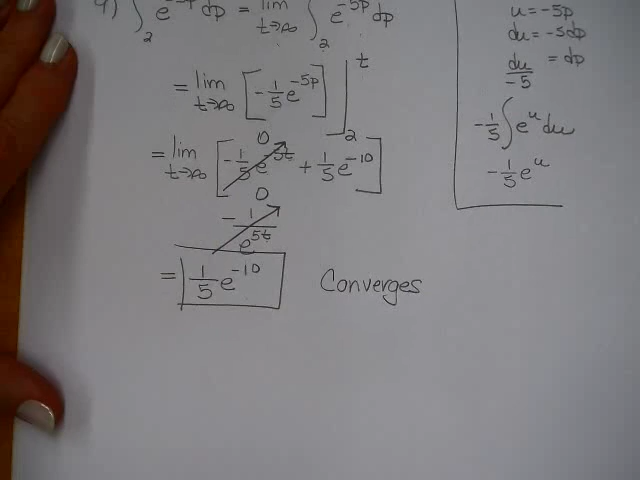 9) ∫₂ e^{-5p} dp = lim_{t→∞} ∫₂ e^{-5p} dp
= lim_{t→∞} [-1/5 e^{-5p}] |₂^t
= lim_{t→∞} [-1/5 e^{-5t} + 1/5 e^{-10}]
0
0
-1/e^{5t}
= 1/5 e^{-10} Converges
u = -5p
du = -5dp
du/-5 = dp
-1/5 ∫ e^u du
-1/5 e^u